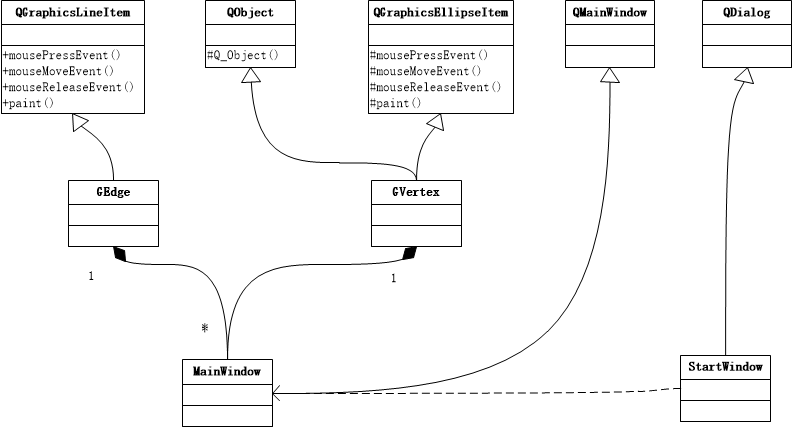 QGraphicsLineItem
+mousePressEvent()
+mouseMoveEvent()
+mouseReleaseEvent()
+paint()
QObject
#Q_Object()
QGraphicsEllipseItem
#mousePressEvent()
#mouseMoveEvent()
#mouseReleaseEvent()
#paint()
QMainWindow
QDialog
GEdge
GVertex
1
1
*
MainWindow
StartWindow